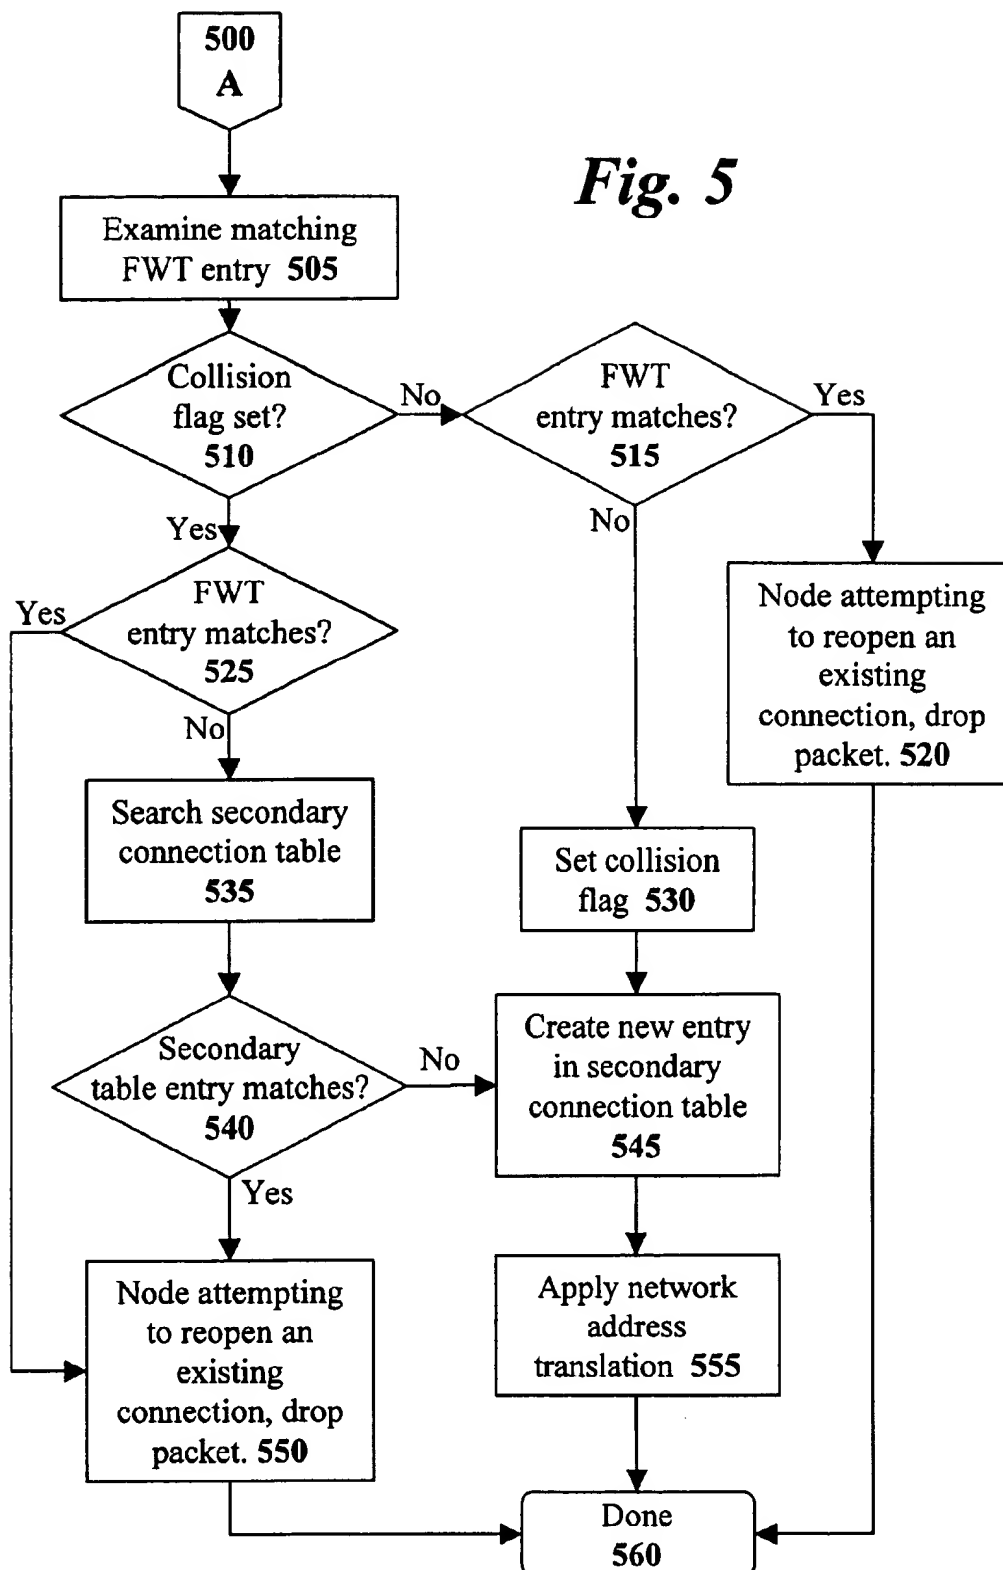 500
A
Fig. 5
Examine matching
FWT entry 505
Collision
flag set?
510
No
FWT
entry matches?
515
Yes
Yes
No
FWT
entry matches?
525
Yes
No
Node attempting
to reopen an
existing
connection, drop
packet. 520
Search secondary
connection table
535
Set collision
flag 530
Secondary
table entry matches?
540
No
Create new entry
in secondary
connection table
545
Yes
Node attempting
to reopen an
existing
connection, drop
packet. 550
Apply network
address
translation 555
Done
560